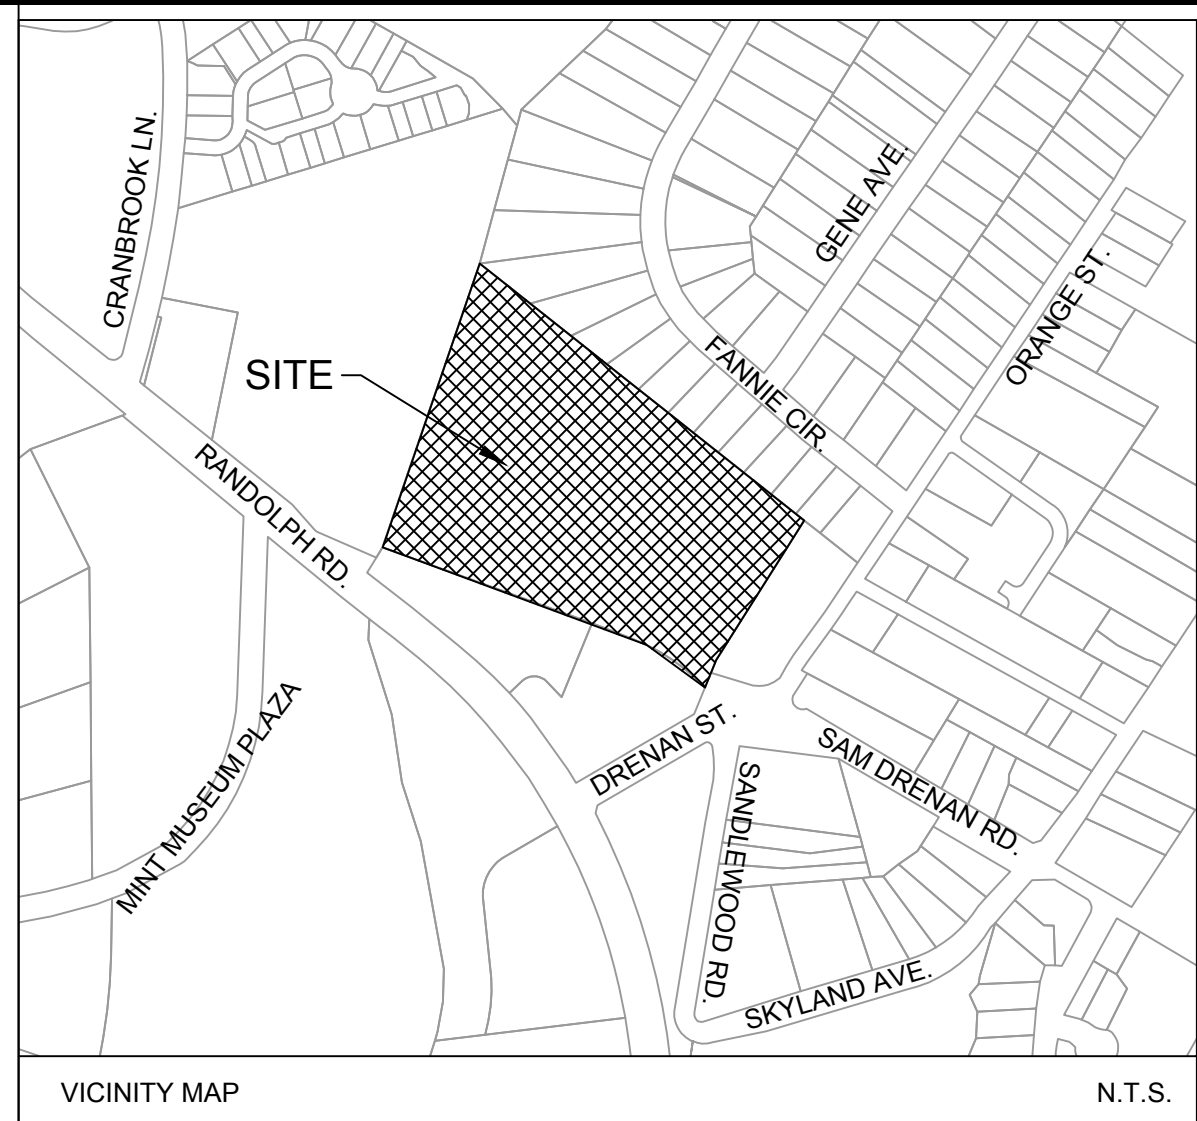 CRANBROOK LN.
GENE AVE.
ORANGE ST.
SITE
FANNIE CIR.
RANDOLPH RD.
MINT MUSEUM PLAZA
DRENAN ST.
SAM DRENAN RD.
SANDLEWOOD RD.
SKYLAND AVE.
VICINITY MAP
N.T.S.